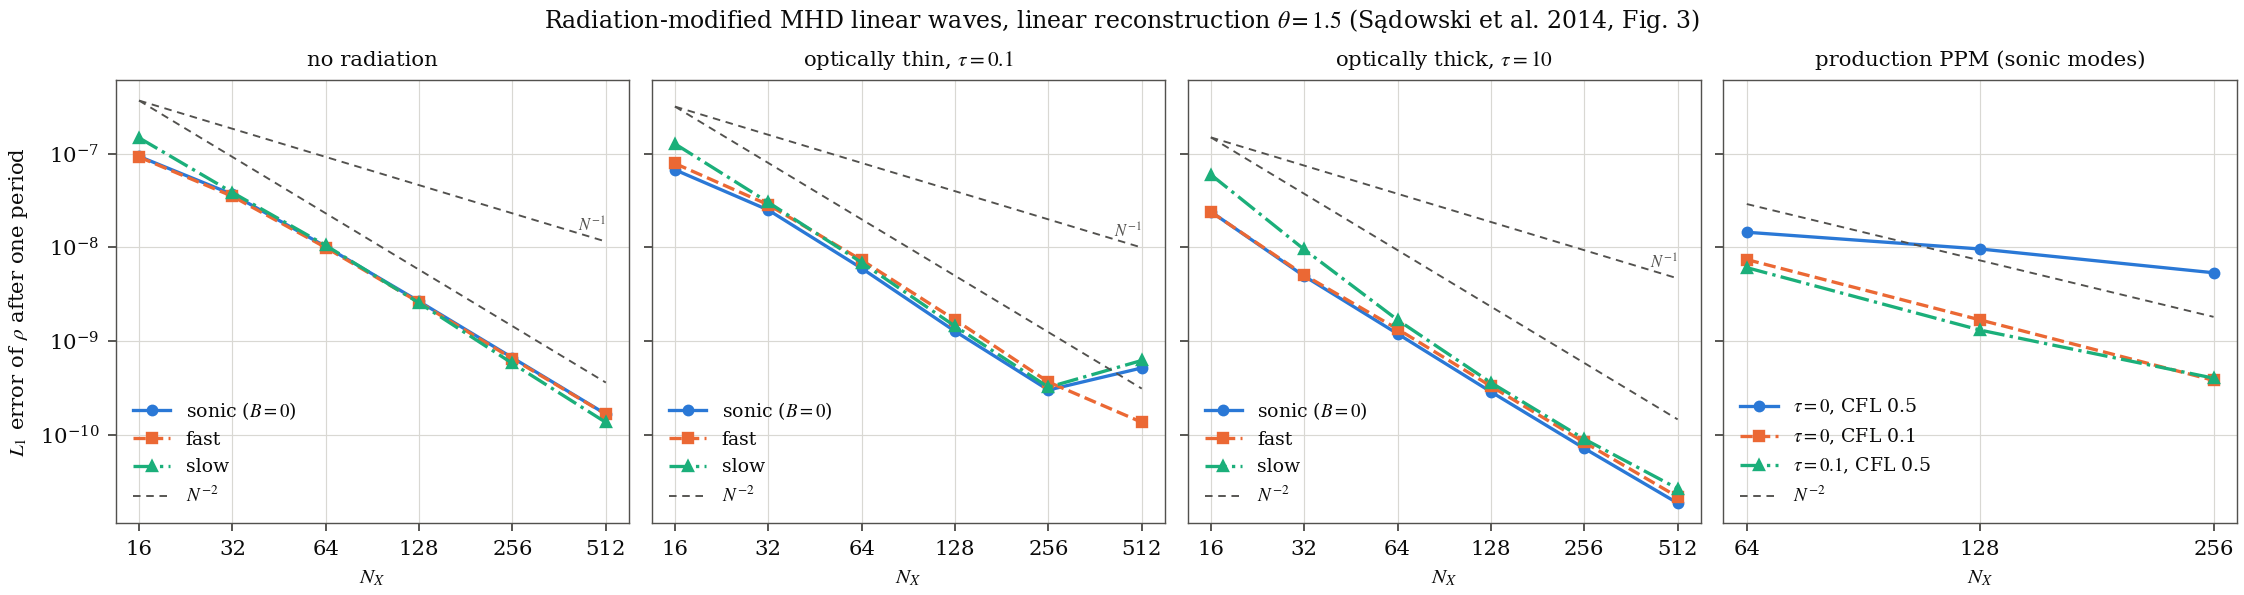 Radiation-modified MHD linear waves, linear reconstruction θ = 1.5 (Sądowski et al. 2014, Fig. 3)
no radiation
optically thin, τ = 0.1
optically thick, τ = 10
production PPM (sonic modes)
L₁ error of ρ after one period
10⁻⁷
10⁻⁸
10⁻⁹
10⁻¹⁰
N⁻¹
sonic (B = 0)
fast
slow
N⁻²
16 32 64 128 256 512
N_X
N⁻¹
sonic (B = 0)
fast
slow
N⁻²
16 32 64 128 256 512
N_X
N⁻¹
sonic (B = 0)
fast
slow
N⁻²
16 32 64 128 256 512
N_X
τ = 0, CFL 0.5
τ = 0, CFL 0.1
τ = 0.1, CFL 0.5
N⁻²
64 128 256
N_X